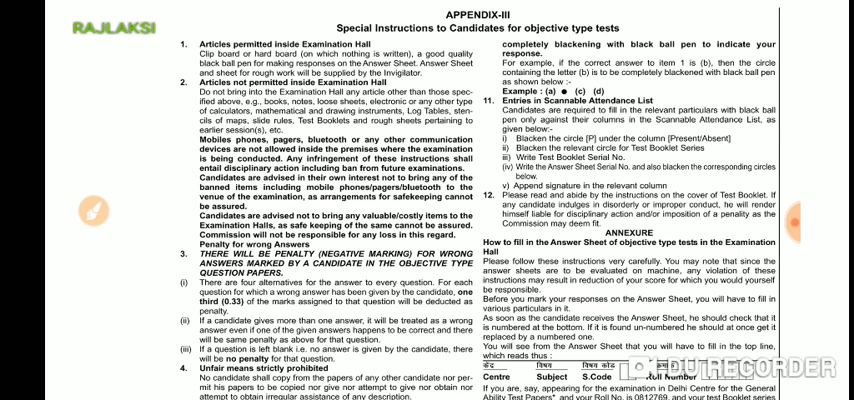 RAJLAKSI
APPENDIX-III
Special Instructions to Candidates for objective type tests
1. Articles permitted inside Examination Hall
Clip board or hard board (on which nothing is written), a good quality
black ball pen for making responses on the Answer Sheet. Answer Sheet
and sheet for rough work will be supplied by the Invigilator.
2. Articles not permitted inside Examination Hall
Do not bring into the Examination Hall any article other than those spec-
ified above, e.g., books, notes, loose sheets, electronic or any other type
of calculators, mathematical and drawing instruments, Log Tables, sten-
cils of maps, slide rules, Test Booklets and rough sheets pertaining to
earlier session(s), etc.
Mobiles phones, pagers, bluetooth or any other communication
devices are not allowed inside the premises where the examination
is being conducted. Any infringement of these instructions shall
entail disciplinary action including ban from future examinations.
Candidates are advised in their own interest not to bring any of the
banned items including mobile phones/pagers/bluetooth to the
venue of the examination, as arrangements for safekeeping cannot
be assured.
Candidates are advised not to bring any valuable/costly items to the
Examination Halls, as safe keeping of the same cannot be assured.
Commission will not be responsible for any loss in this regard.
Penalty for wrong Answers
3. THERE WILL BE PENALTY (NEGATIVE MARKING) FOR WRONG
ANSWERS MARKED BY A CANDIDATE IN THE OBJECTIVE TYPE
QUESTION PAPERS.
(i) There are four alternatives for the answer to every question. For each
question for which a wrong answer has been given by the candidate, one
third (0.33) of the marks assigned to that question will be deducted as
penalty.
(ii) If a candidate gives more than one answer, it will be treated as a wrong
answer even if one of the given answers happens to be correct and there
will be same penalty as above for that question.
(iii) If a question is left blank i.e. no answer is given by the candidate, there
will be no penalty for that question.
4. Unfair means strictly prohibited
No candidate shall copy from the papers of any other candidate nor per-
mit his papers to be copied nor give nor attempt to give nor obtain nor
attempt to obtain irregular assistance of any description.
completely blackening with black ball pen to indicate your
response.
For example, if the correct answer to item 1 is (b), then the circle
containing the letter (b) is to be completely blackened with black ball pen
as shown below :-
Example : (a) ● (c) (d)
11. Entries in Scannable Attendance List
Candidates are required to fill in the relevant particulars with black ball
pen only against their columns in the Scannable Attendance List, as
given below:-
i) Blacken the circle [P] under the column [Present/Absent]
ii) Blacken the relevant circle for Test Booklet Series
iii) Write Test Booklet Serial No.
(iv) Write the Answer Sheet Serial No. and also blacken the corresponding circles
below.
v) Append signature in the relevant column
12. Please read and abide by the instructions on the cover of Test Booklet. If
any candidate indulges in disorderly or improper conduct, he will render
himself liable for disciplinary action and/or imposition of a penalty as the
Commission may deem fit.
ANNEXURE
How to fill in the Answer Sheet of objective type tests in the Examination
Hall
Please follow these instructions very carefully. You may note that since the
answer sheets are to be evaluated on machine, any violation of these
instructions may result in reduction of your score for which you would yourself
be responsible.
Before you mark your responses on the Answer Sheet, you will have to fill in
various particulars in it.
As soon as the candidate receives the Answer Sheet, he should check that it
is numbered at the bottom. If it is found un-numbered he should at once get it
replaced by a numbered one.
You will see from the Answer Sheet that you will have to fill in the top line,
which reads thus :
केंद्र विषय विषय कोड
Centre Subject S.Code Roll Number
DU RECORDER
If you are, say, appearing for the examination in Delhi Centre for the General
Ability Test Papers* and your Roll No. is 0812769, and your test Booklet series